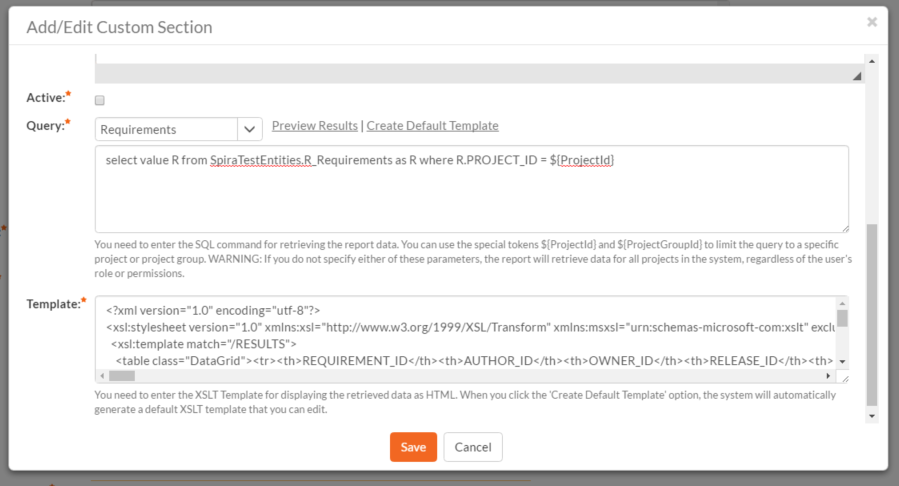 Add/Edit Custom Section
×
Active:*
Query:* Requirements Preview Results | Create Default Template
select value R from SpiraTestEntities.R_Requirements as R where R.PROJECT_ID = ${ProjectId}
You need to enter the SQL command for retrieving the report data. You can use the special tokens ${ProjectId} and ${ProjectGroupId} to limit the query to a specific
project or project group. WARNING: If you do not specify either of these parameters, the report will retrieve data for all projects in the system, regardless of the user's
role or permissions.
Template:* <?xml version="1.0" encoding="utf-8"?>
<xsl:stylesheet version="1.0" xmlns:xsl="http://www.w3.org/1999/XSL/Transform" xmlns:msxsl="urn:schemas-microsoft-com:xslt" exclu
<xsl:template match="/RESULTS">
<table class="DataGrid"><tr><th>REQUIREMENT_ID</th><th>AUTHOR_ID</th><th>OWNER_ID</th><th>RELEASE_ID</th><th>
You need to enter the XSLT Template for displaying the retrieved data as HTML. When you click the 'Create Default Template' option, the system will automatically
generate a default XSLT template that you can edit.
Save Cancel